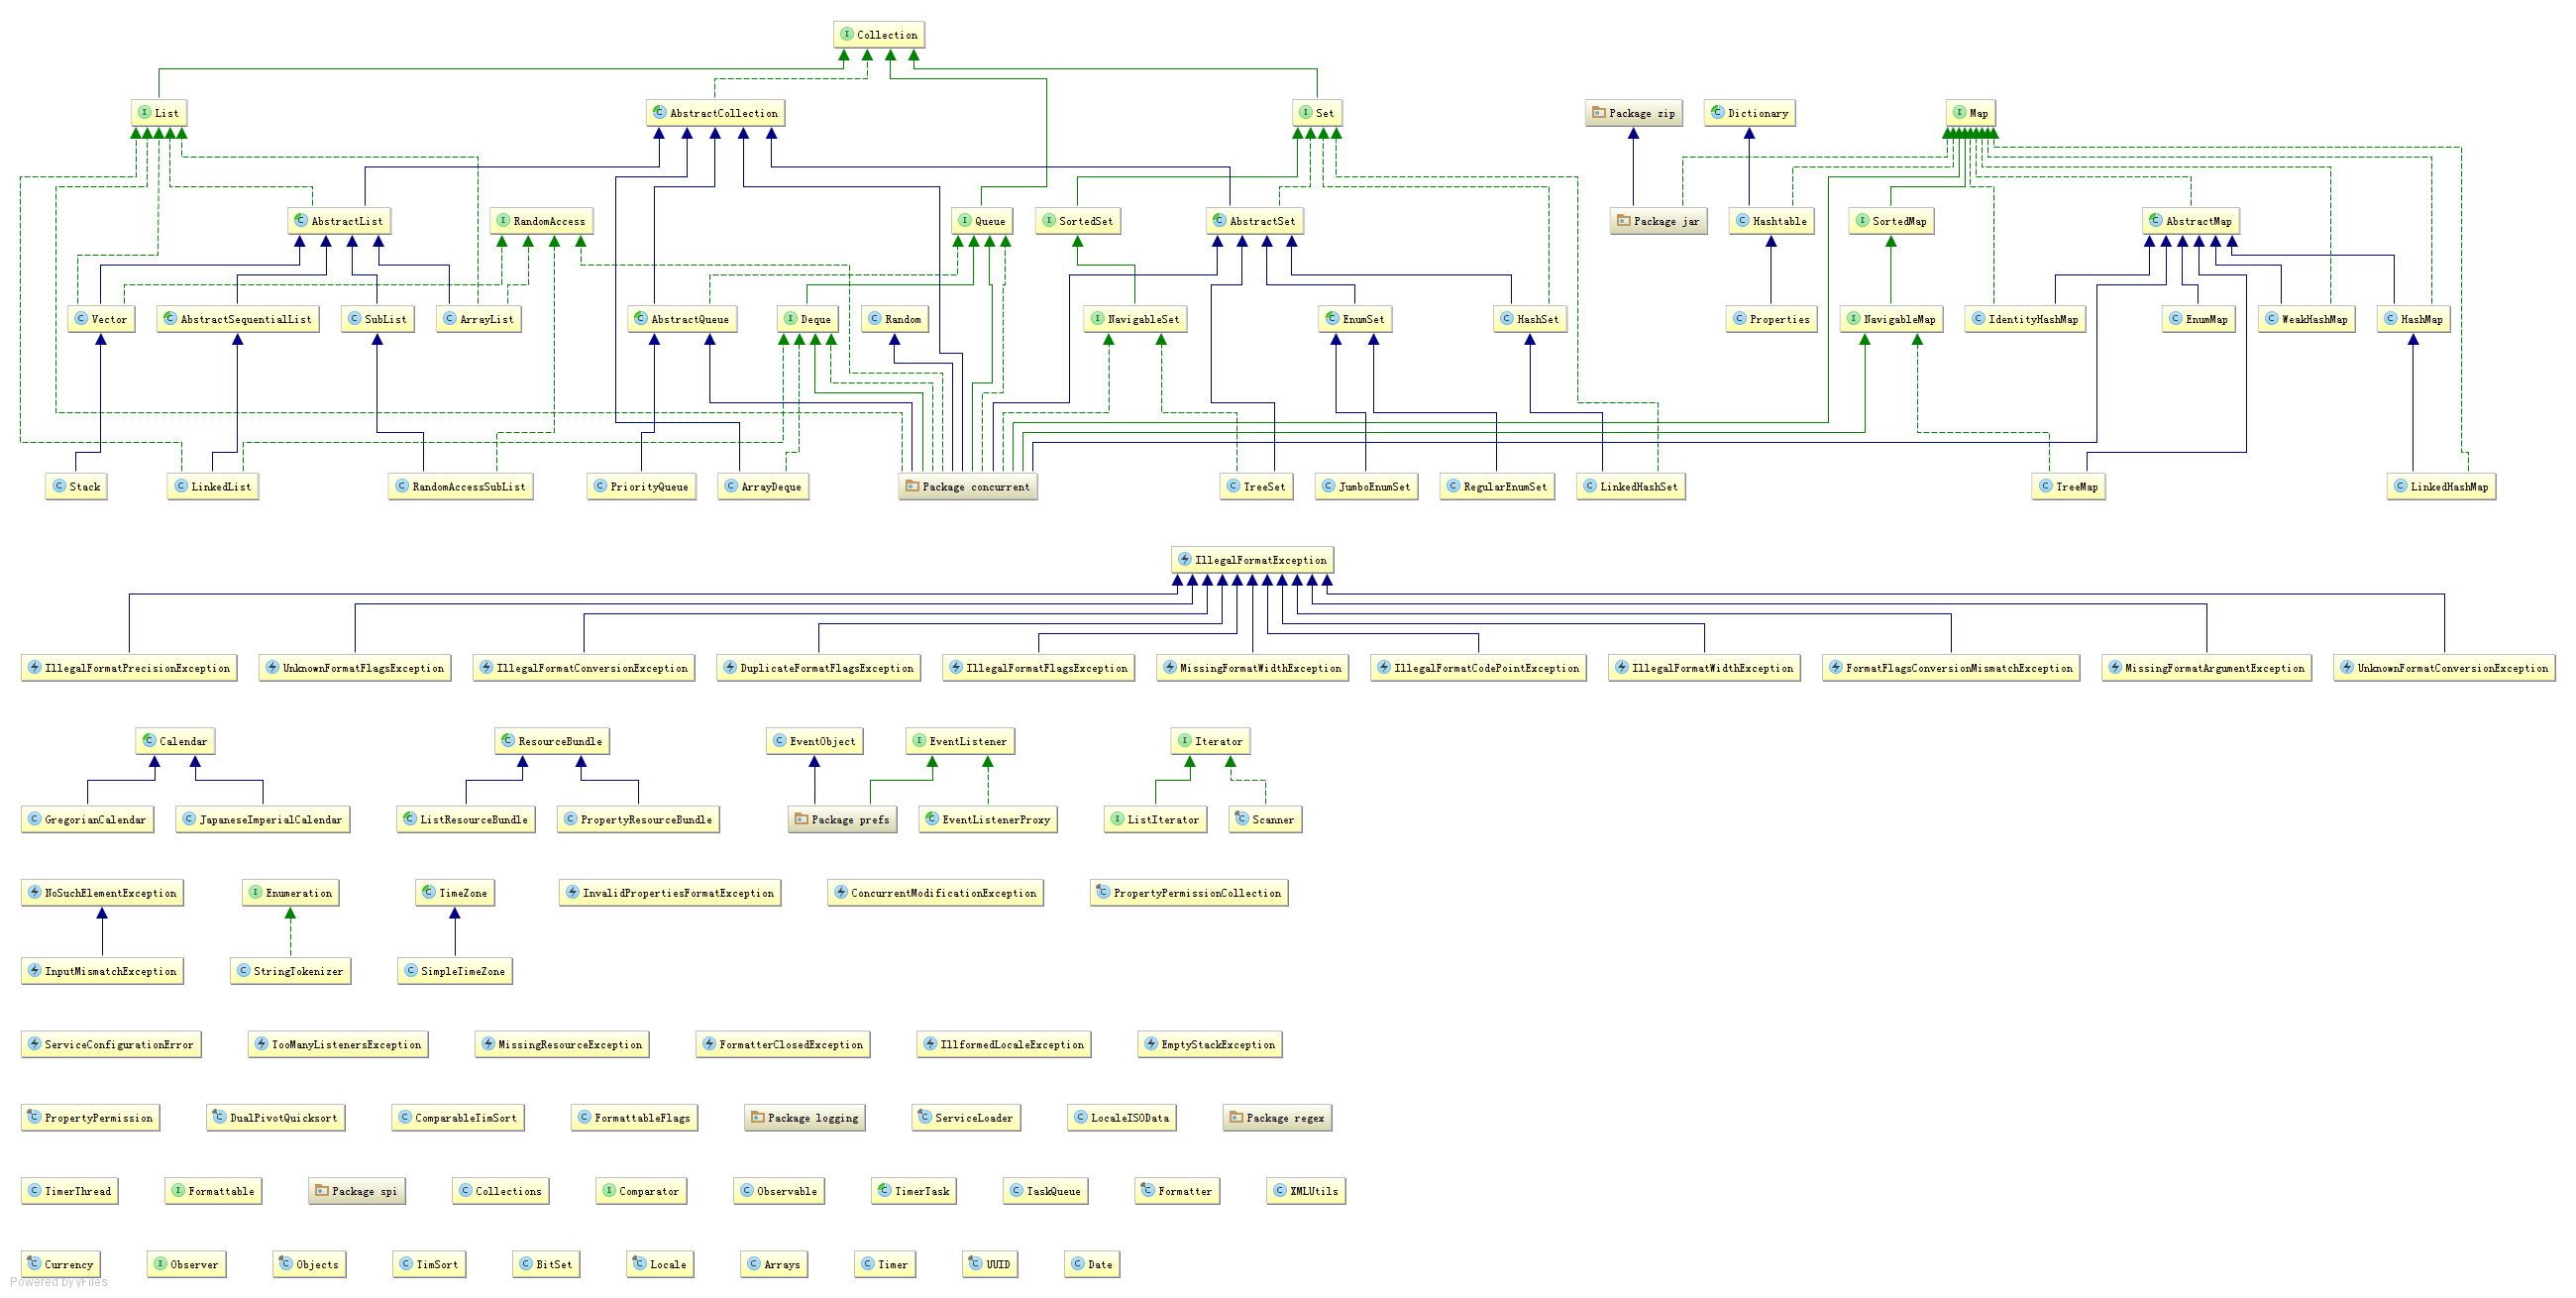 Collection
List
AbstractCollection
Set
Package zip
Dictionary
Map
AbstractList
RandomAccess
Queue
SortedSet
AbstractSet
Package jar
Hashtable
SortedMap
AbstractMap
Vector
AbstractSequentialList
SubList
ArrayList
AbstractQueue
Deque
Random
NavigableSet
EnumSet
HashSet
Properties
NavigableMap
IdentityHashMap
EnumMap
WeakHashMap
HashMap
Stack
LinkedList
RandomAccessSubList
PriorityQueue
ArrayDeque
Package concurrent
TreeSet
JumboEnumSet
RegularEnumSet
LinkedHashSet
TreeMap
LinkedHashMap
IllegalFormatException
IllegalFormatPrecisionException
UnknownFormatFlagsException
IllegalFormatConversionException
DuplicateFormatFlagsException
IllegalFormatFlagsException
MissingFormatWidthException
IllegalFormatCodePointException
IllegalFormatWidthException
FormatFlagsConversionMismatchException
MissingFormatArgumentException
UnknownFormatConversionException
Calendar
ResourceBundle
EventObject
EventListener
Iterator
GregorianCalendar
JapaneseImperialCalendar
ListResourceBundle
PropertyResourceBundle
Package prefs
EventListenerProxy
ListIterator
Scanner
NoSuchElementException
Enumeration
TimeZone
InvalidPropertiesFormatException
ConcurrentModificationException
PropertyPermissionCollection
InputMismatchException
StringTokenizer
SimpleTimeZone
ServiceConfigurationError
TooManyListenersException
MissingResourceException
FormatterClosedException
IllformedLocaleException
EmptyStackException
PropertyPermission
DualPivotQuicksort
ComparableTimSort
FormattableFlags
Package logging
ServiceLoader
LocaleISOData
Package regex
TimerThread
Formattable
Package spi
Collections
Comparator
Observable
TimerTask
TaskQueue
Formatter
XMLUtils
Currency
Observer
Objects
TimSort
BitSet
Locale
Arrays
Timer
UUID
Date
Powered by yFiles